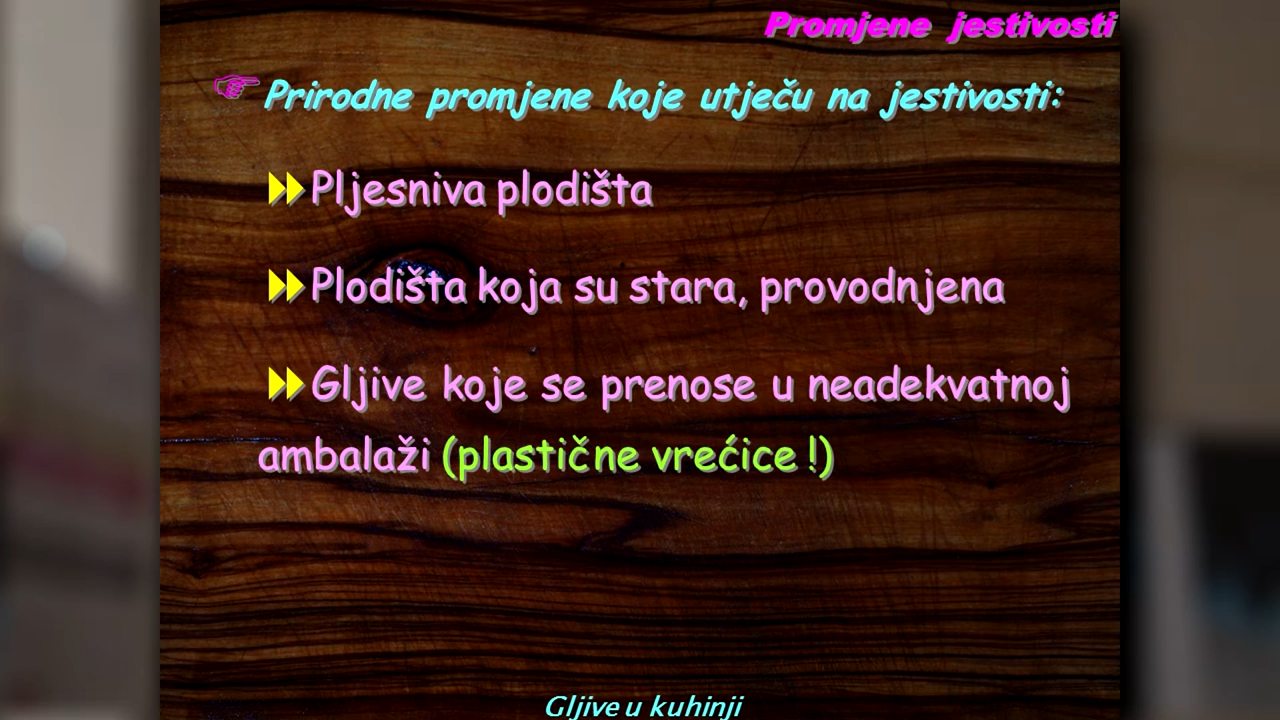 Promjene jestivosti
Prirodne promjene koje utječu na jestivosti:
Pljesniva plodišta
Plodišta koja su stara, provodnjena
Gljive koje se prenose u neadekvatnoj
ambalaži (plastične vrećice !)
Gljive u kuhinji